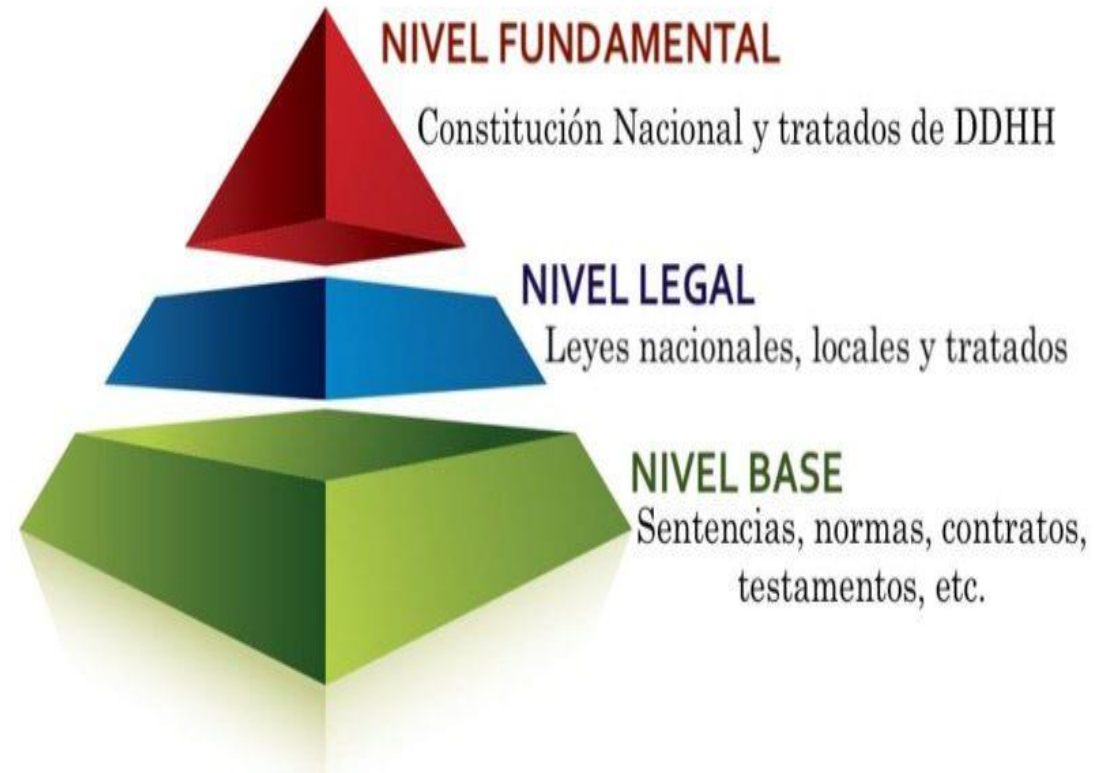 NIVEL FUNDAMENTAL
Constitución Nacional y tratados de DDHH
NIVEL LEGAL
Leyes nacionales, locales y tratados
NIVEL BASE
Sentencias, normas, contratos,
testamentos, etc.